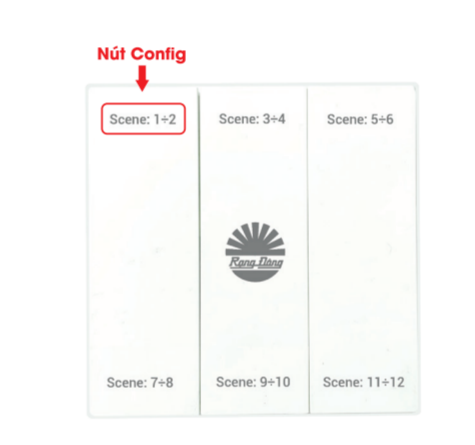 Nút Config
Scene: 1÷2
Scene: 3÷4
Scene: 5÷6
Rạng Đông
Scene: 7÷8
Scene: 9÷10
Scene: 11÷12